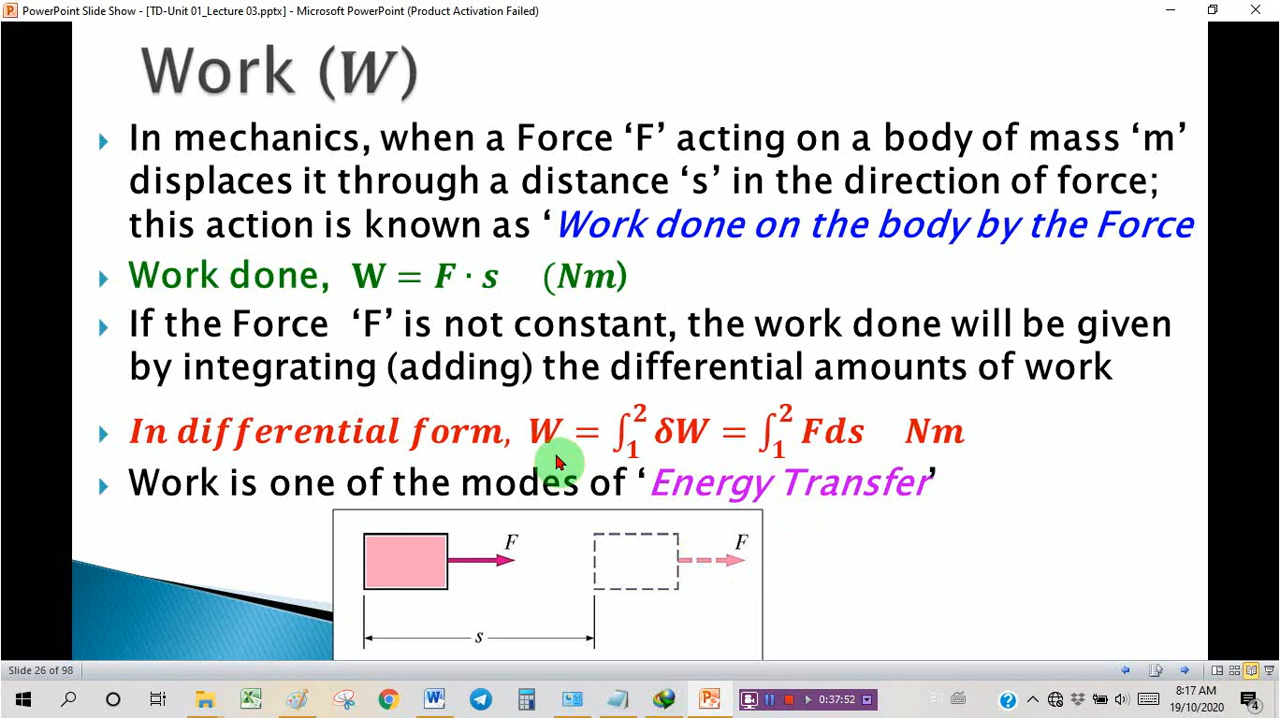 PowerPoint Slide Show - [TD-Unit 01_Lecture 03.pptx] - Microsoft PowerPoint (Product Activation Failed)
Work (W)
In mechanics, when a Force ‘F’ acting on a body of mass ‘m’
displaces it through a distance ‘s’ in the direction of force;
this action is known as ‘Work done on the body by the Force
Work done, W = F · s (Nm)
If the Force ‘F’ is not constant, the work done will be given
by integrating (adding) the differential amounts of work
In differential form, W = ∫₁² δW = ∫₁² Fds Nm
Work is one of the modes of ‘Energy Transfer’
F F
s
Slide 26 of 98
0:37:52
8:17 AM
19/10/2020
4